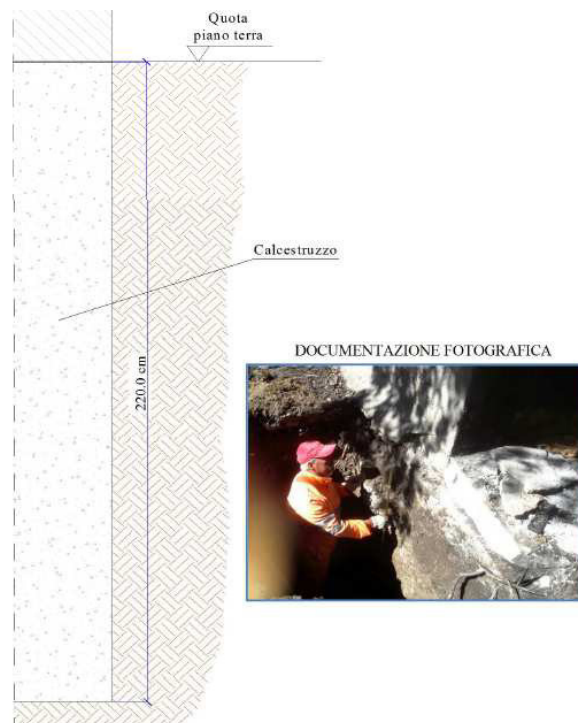 Quota
piano terra
Calcestruzzo
220.0 cm
DOCUMENTAZIONE FOTOGRAFICA